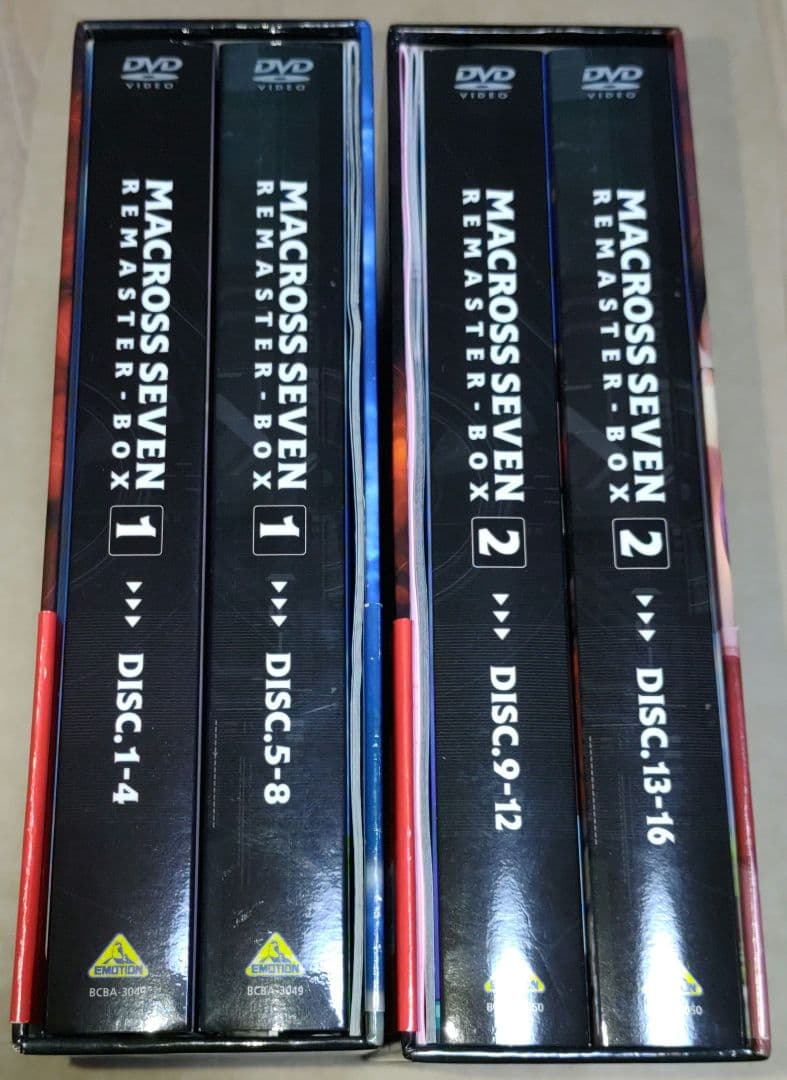 DVD
VIDEO
MACROSS SEVEN
REMASTER-BOX
1
DISC.1-4
EMOTION
BCBA-3049
DVD
VIDEO
MACROSS SEVEN
REMASTER-BOX
1
DISC.5-8
EMOTION
BCBA-3049
DVD
VIDEO
MACROSS SEVEN
REMASTER-BOX
2
DISC.9-12
DVD
VIDEO
MACROSS SEVEN
REMASTER-BOX
2
DISC.13-16